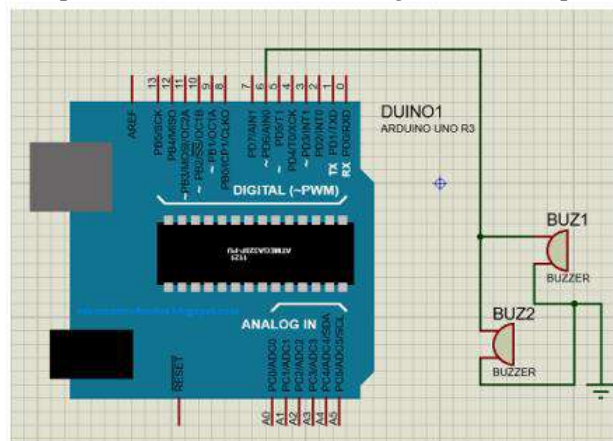 13
12
11
10
9
8
7
6
5
4
3
2
1
0
AREF
PB5/SCK
PB4/MISO
~PB3/MOSI/OC2A
~PB2/SS/OC1B
~PB1/OC1A
PB0/ICP1/CLKO
PD7/AIN1
~PD6/AIN0
~PD5/T1
PD4/T0/XCK
~PD3/INT1
PD2/INT0
TX PD1/TXD
RX PD0/RXD
DIGITAL (~PWM)
DUINO1
ARDUINO UNO R3
ATMEGA328P-PU
1121
ANALOG IN
RESET
PC0/ADC0
PC1/ADC1
PC2/ADC2
PC3/ADC3
PC4/ADC4/SDA
PC5/ADC5/SCL
A0
A1
A2
A3
A4
A5
BUZ1
BUZZER
BUZ2
BUZZER